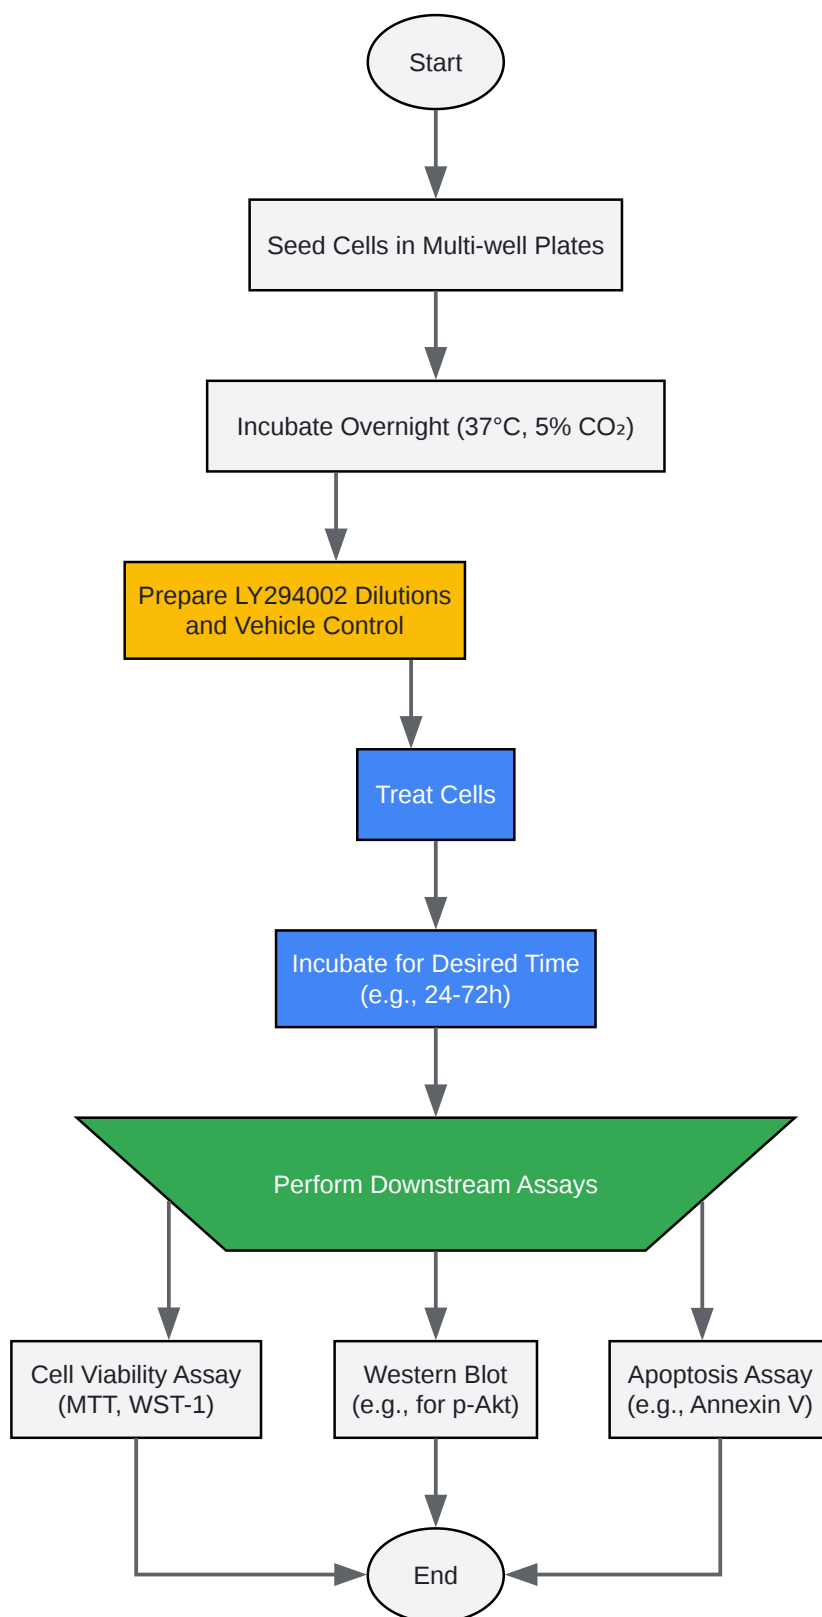 Start
Seed Cells in Multi-well Plates
Incubate Overnight (37°C, 5% CO₂)
Prepare LY294002 Dilutions
and Vehicle Control
Treat Cells
Incubate for Desired Time
(e.g., 24-72h)
Perform Downstream Assays
Cell Viability Assay
(MTT, WST-1)
Western Blot
(e.g., for p-Akt)
Apoptosis Assay
(e.g., Annexin V)
End